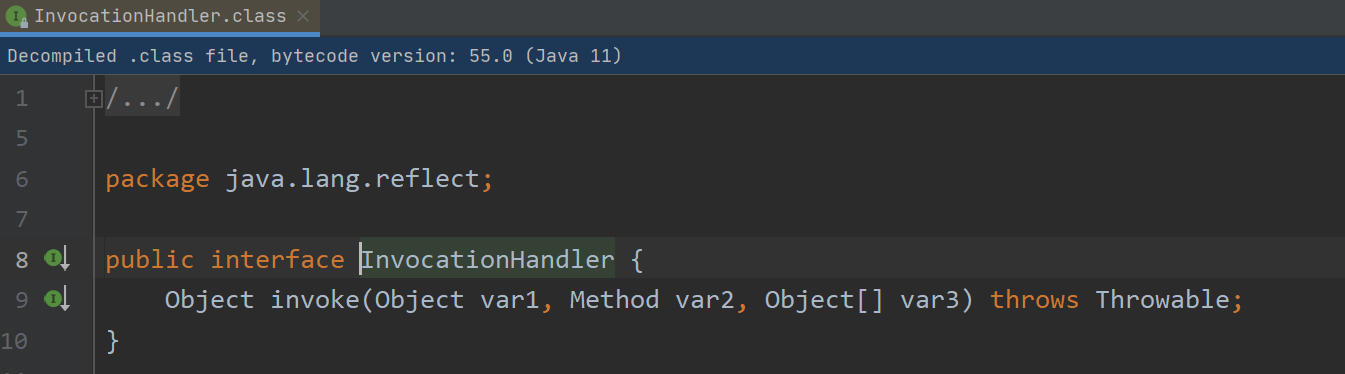 InvocationHandler.class
Decompiled .class file, bytecode version: 55.0 (Java 11)
1 /.../
5
6 package java.lang.reflect;
7
8 public interface InvocationHandler {
9 Object invoke(Object var1, Method var2, Object[] var3) throws Throwable;
10 }